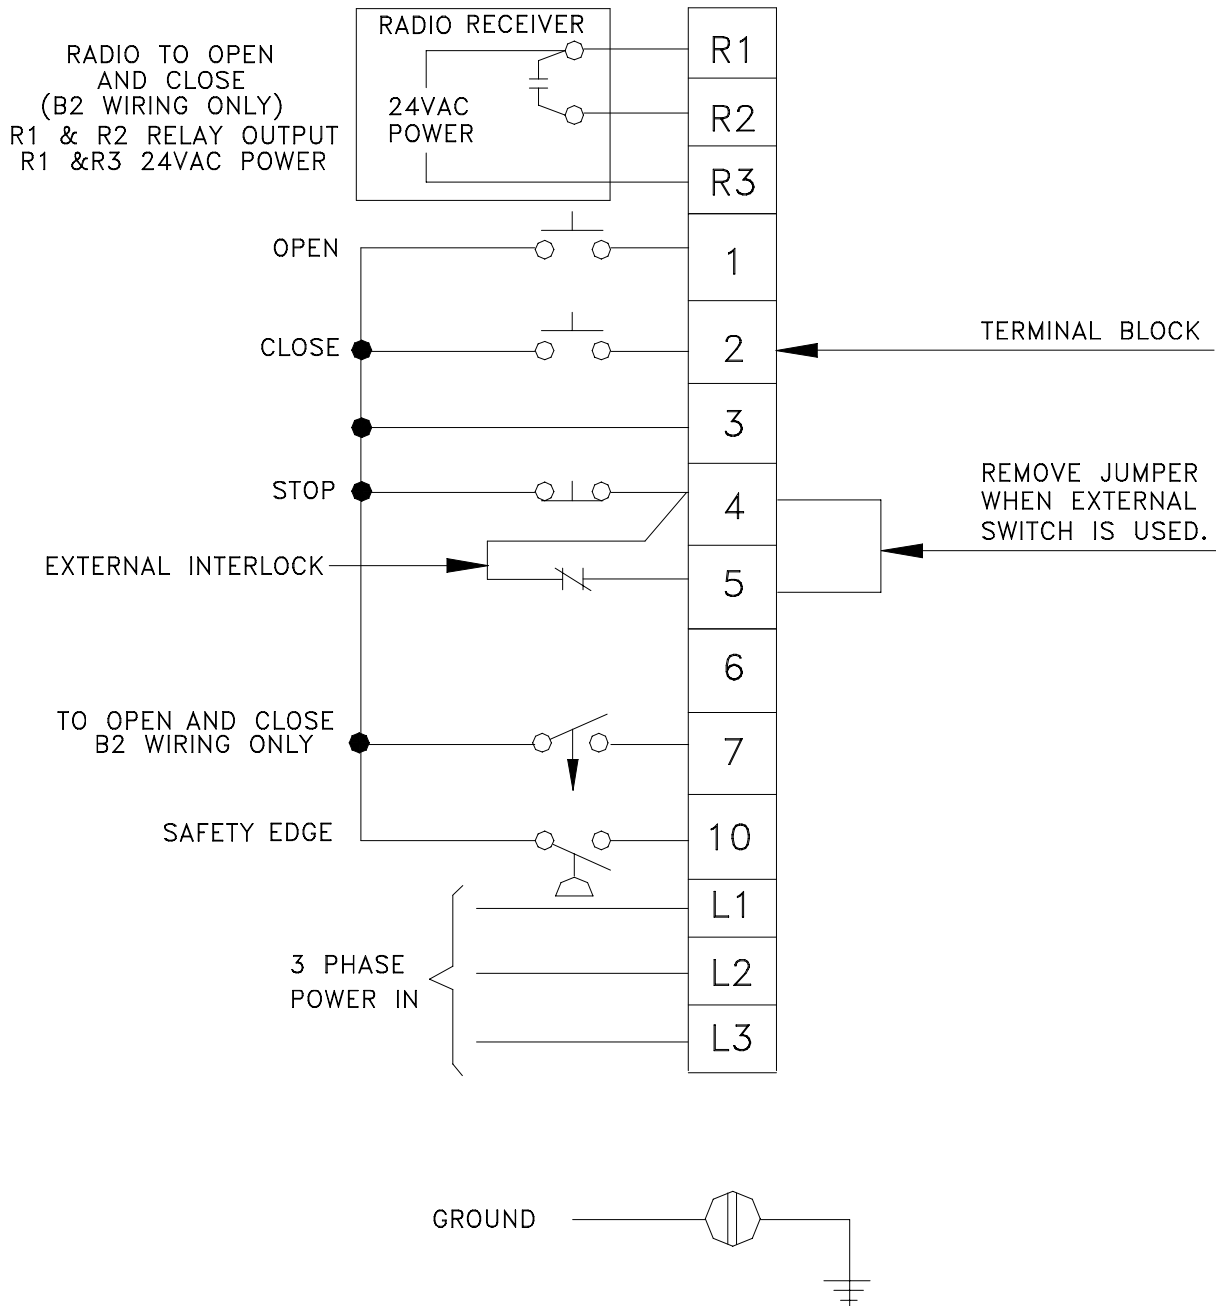 RADIO RECEIVER
RADIO TO OPEN
AND CLOSE
(B2 WIRING ONLY)
R1 & R2 RELAY OUTPUT
R1 &R3 24VAC POWER
24VAC
POWER
R1
R2
R3
OPEN
1
CLOSE
2
TERMINAL BLOCK
3
STOP
4
REMOVE JUMPER
WHEN EXTERNAL
SWITCH IS USED.
EXTERNAL INTERLOCK
5
6
TO OPEN AND CLOSE
B2 WIRING ONLY
7
SAFETY EDGE
10
L1
3 PHASE
POWER IN
L2
L3
GROUND